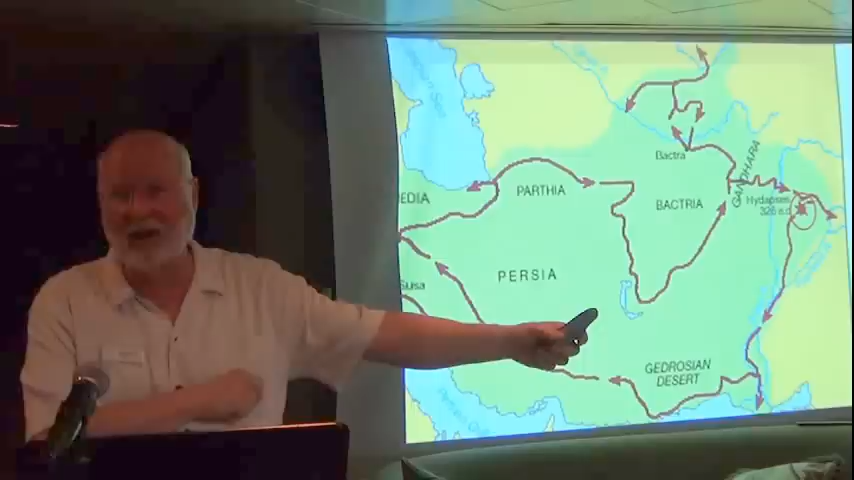 Bactra
GANDHARA
EDIA
PARTHIA
BACTRIA
Hydaspes
326
PERSIA
Susa
GEDROSIAN
DESERT